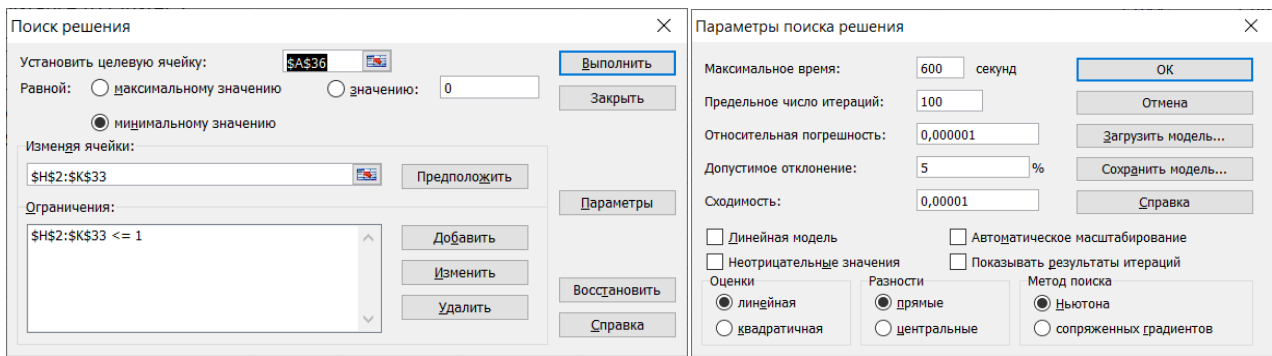 Поиск решения
Установить целевую ячейку: $A$36 Выполнить
Равной: максимальному значению значению: 0 Закрыть
минимальному значению
Изменяя ячейки:
$H$2:$K$33 Предположить
Параметры
Ограничения:
$H$2:$K$33 <= 1 Добавить
Изменить
Восстановить
Удалить
Справка
Параметры поиска решения
Максимальное время: 600 секунд ОК
Предельное число итераций: 100 Отмена
Относительная погрешность: 0,000001 Загрузить модель...
Допустимое отклонение: 5 % Сохранить модель...
Сходимость: 0,00001 Справка
Линейная модель Автоматическое масштабирование
Неотрицательные значения Показывать результаты итераций
Оценки Разности Метод поиска
линейная прямые Ньютона
квадратичная центральные сопряженных градиентов